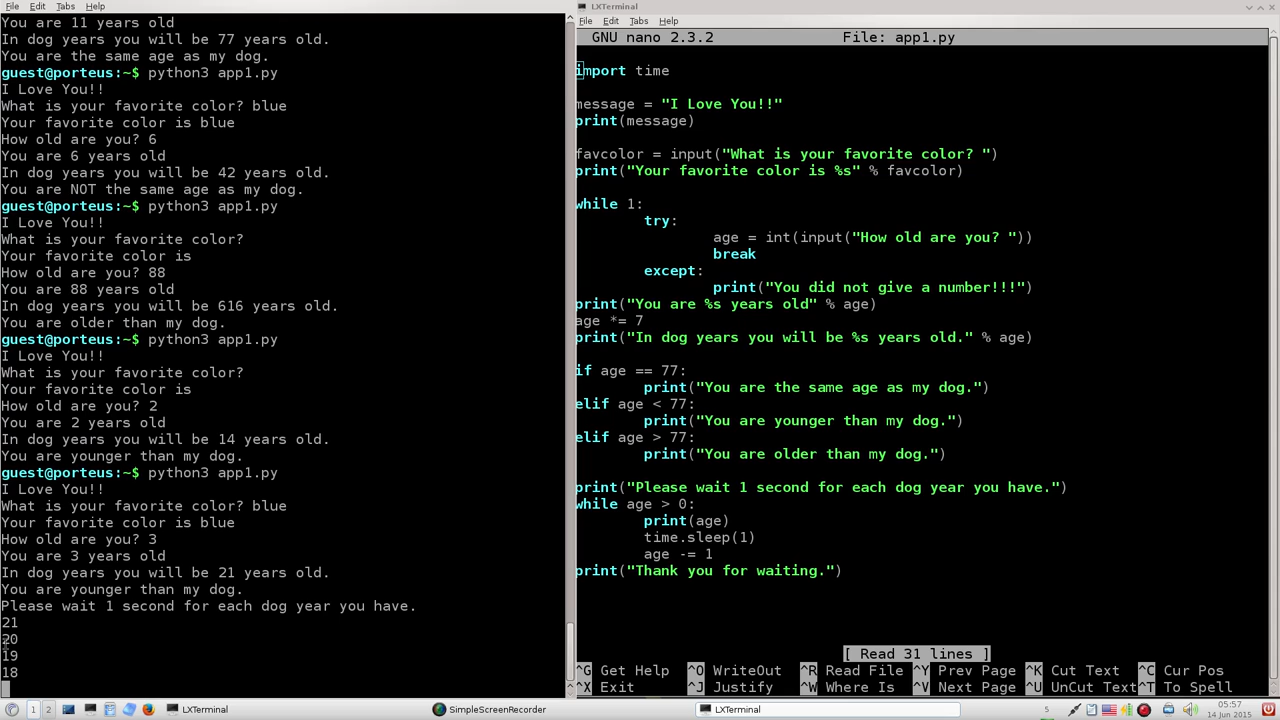 File Edit Tabs Help
You are 11 years old
In dog years you will be 77 years old.
You are the same age as my dog.
guest@porteus:~$ python3 app1.py
I Love You!!
What is your favorite color? blue
Your favorite color is blue
How old are you? 6
You are 6 years old
In dog years you will be 42 years old.
You are NOT the same age as my dog.
guest@porteus:~$ python3 app1.py
I Love You!!
What is your favorite color?
Your favorite color is
How old are you? 88
You are 88 years old
In dog years you will be 616 years old.
You are older than my dog.
guest@porteus:~$ python3 app1.py
I Love You!!
What is your favorite color?
Your favorite color is
How old are you? 2
You are 2 years old
In dog years you will be 14 years old.
You are younger than my dog.
guest@porteus:~$ python3 app1.py
I Love You!!
What is your favorite color? blue
Your favorite color is blue
How old are you? 3
You are 3 years old
In dog years you will be 21 years old.
You are younger than my dog.
Please wait 1 second for each dog year you have.
21
20
19
18
LXTerminal
File Edit Tabs Help
GNU nano 2.3.2 File: app1.py
import time
message = "I Love You!!"
print(message)
favcolor = input("What is your favorite color? ")
print("Your favorite color is %s" % favcolor)
while 1:
try:
age = int(input("How old are you? "))
break
except:
print("You did not give a number!!!")
print("You are %s years old" % age)
age *= 7
print("In dog years you will be %s years old." % age)
if age == 77:
print("You are the same age as my dog.")
elif age < 77:
print("You are younger than my dog.")
elif age > 77:
print("You are older than my dog.")
print("Please wait 1 second for each dog year you have.")
while age > 0:
print(age)
time.sleep(1)
age -= 1
print("Thank you for waiting.")
[ Read 31 lines ]
^G Get Help ^O WriteOut ^R Read File ^Y Prev Page ^K Cut Text ^C Cur Pos
^X Exit ^J Justify ^W Where Is ^V Next Page ^U UnCut Text ^T To Spell
1 2 LXTerminal SimpleScreenRecorder LXTerminal 5 05:57
14 Jun 2015